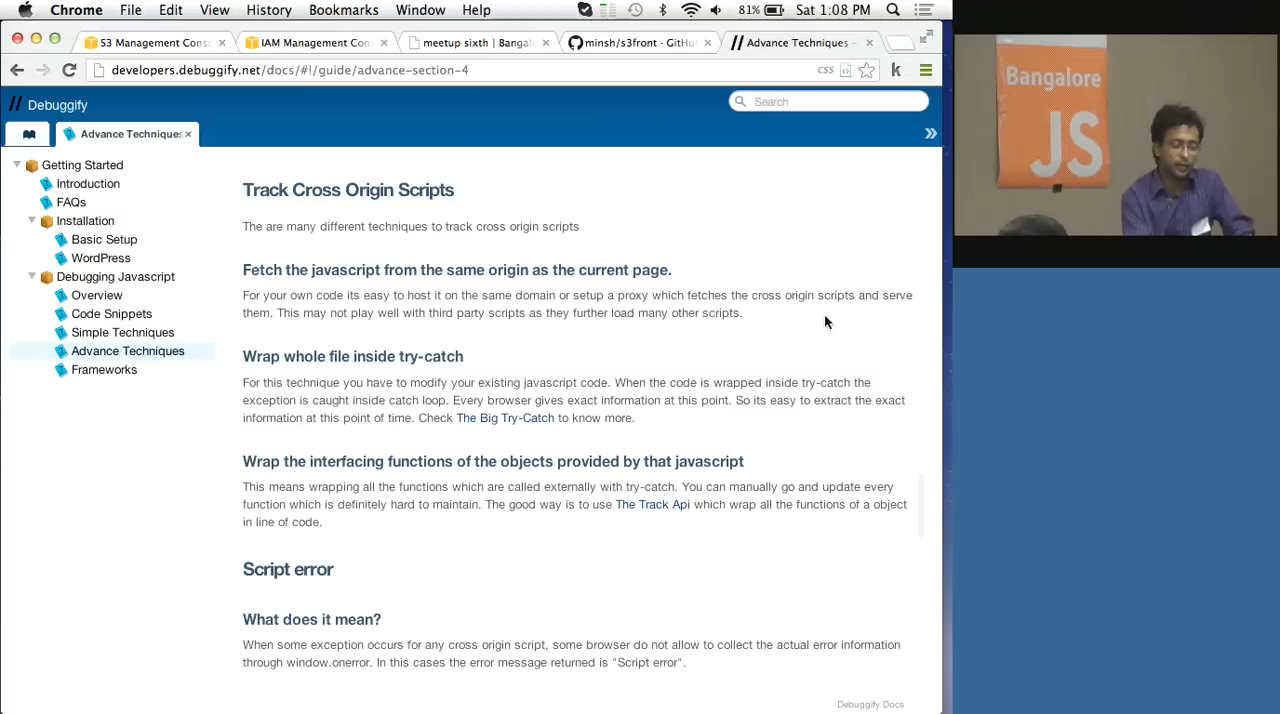 Chrome File Edit View History Bookmarks Window Help 81% Sat 1:08 PM
S3 Management Cons
IAM Management Con
meetup sixth | Bangal
minsh/s3front · GitHu
// Advance Techniques -
developers.debuggify.net/docs/#!/guide/advance-section-4
CSS
k
// Debuggify
Search
Advance Techniques
»
Getting Started
Introduction
FAQs
Installation
Basic Setup
WordPress
Debugging Javascript
Overview
Code Snippets
Simple Techniques
Advance Techniques
Frameworks
Track Cross Origin Scripts
The are many different techniques to track cross origin scripts
Fetch the javascript from the same origin as the current page.
For your own code its easy to host it on the same domain or setup a proxy which fetches the cross origin scripts and serve
them. This may not play well with third party scripts as they further load many other scripts.
Wrap whole file inside try-catch
For this technique you have to modify your existing javascript code. When the code is wrapped inside try-catch the
exception is caught inside catch loop. Every browser gives exact information at this point. So its easy to extract the exact
information at this point of time. Check The Big Try-Catch to know more.
Wrap the interfacing functions of the objects provided by that javascript
This means wrapping all the functions which are called externally with try-catch. You can manually go and update every
function which is definitely hard to maintain. The good way is to use The Track Api which wrap all the functions of a object
in line of code.
Script error
What does it mean?
When some exception occurs for any cross origin script, some browser do not allow to collect the actual error information
through window.onerror. In this cases the error message returned is "Script error".
Debuggify Docs
Bangalore
JS